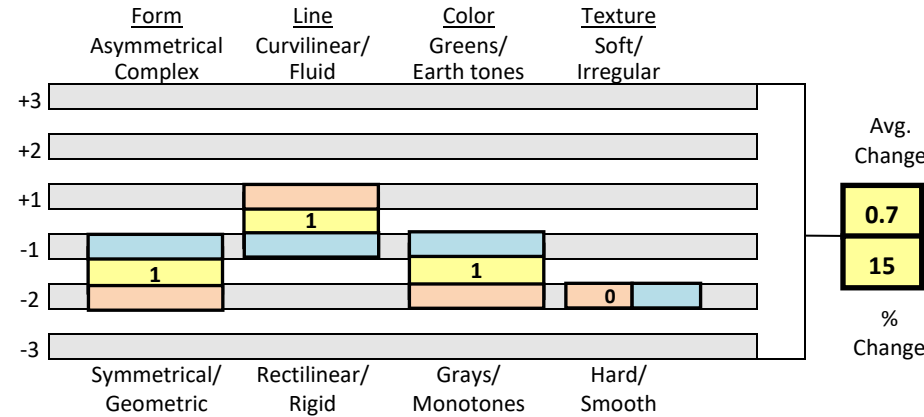 Form Line Color Texture
Asymmetrical Curvilinear/ Greens/ Soft/
Complex Fluid Earth tones Irregular
+3
+2
Avg.
Change
+1
1
0.7
-1
1 1
15
-2
0
%
Change
-3
Symmetrical/ Rectilinear/ Grays/ Hard/
Geometric Rigid Monotones Smooth